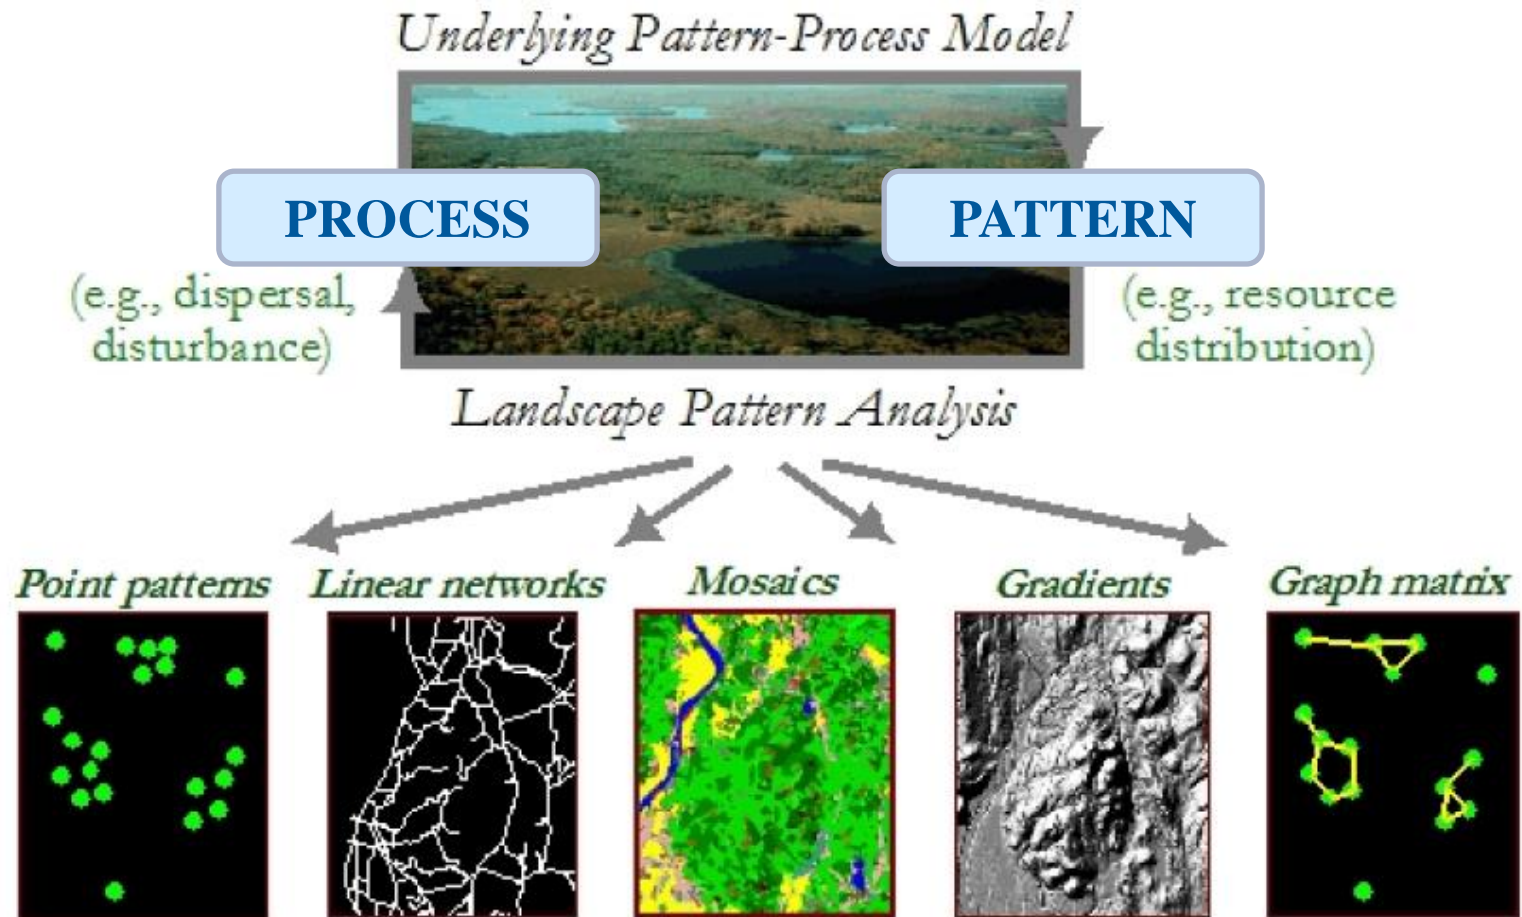 Underlying Pattern-Process Model
PROCESS
PATTERN
(e.g., dispersal,
disturbance)
(e.g., resource
distribution)
Landscape Pattern Analysis
Point patterns
Linear networks
Mosaics
Gradients
Graph matrix